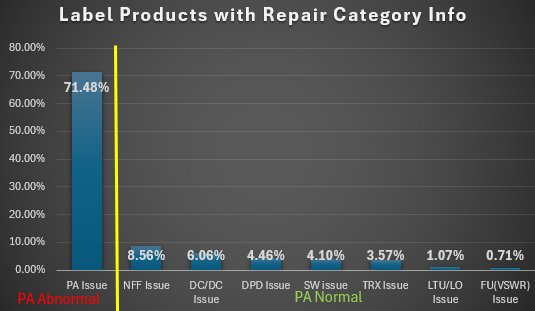 Label Products with Repair Category Info
80.00%
70.00%
60.00%
50.00%
40.00%
30.00%
20.00%
10.00%
0.00%
71.48%
8.56%
6.06%
4.46%
4.10%
3.57%
1.07%
0.71%
PA Issue
NFF Issue
DC/DC
Issue
DPD Issue
SW issue
TRX Issue
LTU/LO
Issue
FU(VSWR)
Issue
PA Abnormal
PA Normal